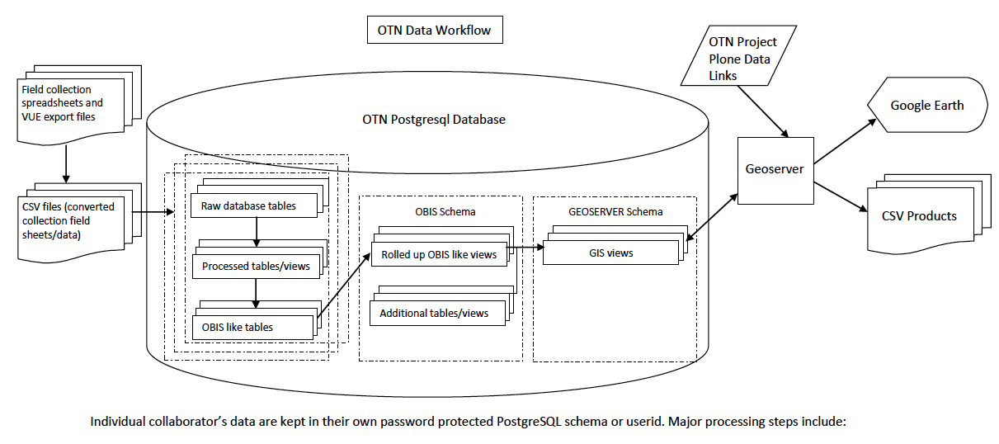 OTN Data Workflow
OTN Project
Plone Data
Links
Field collection
spreadsheets and
VUE export files
Google Earth
OTN Postgresql Database
Geoserver
CSV files (converted
collection field
sheets/data)
Raw database tables
OBIS Schema
GEOSERVER Schema
CSV Products
Rolled up OBIS like views
GIS views
Processed tables/views
Additional tables/views
OBIS like tables
Individual collaborator's data are kept in their own password protected PostgreSQL schema or userid. Major processing steps include: